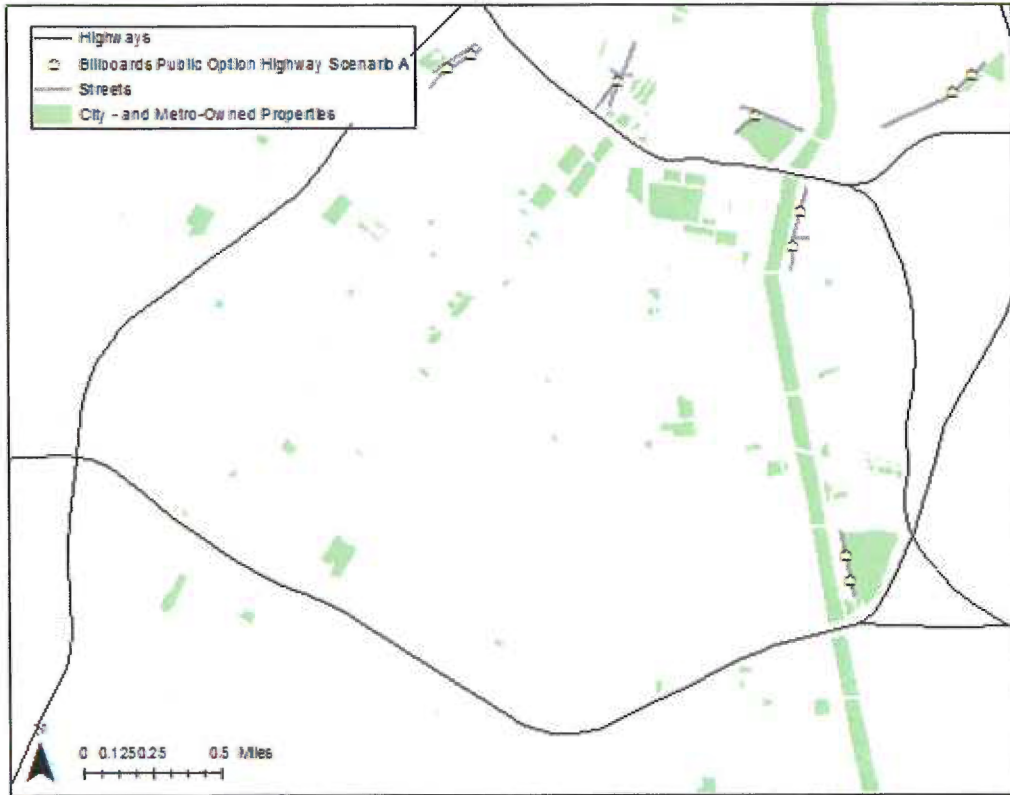 Highways
Billboards Public Option Highway Scenario A
Streets
City - and Metro-Owned Properties
0 0.1250.25 0.5 Miles